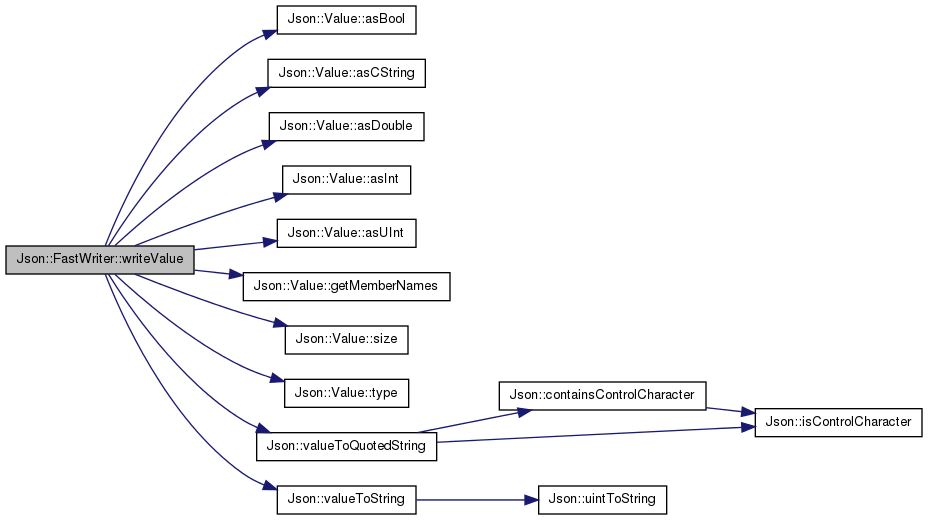 Json::Value::asBool
Json::Value::asCString
Json::Value::asDouble
Json::Value::asInt
Json::Value::asUInt
Json::FastWriter::writeValue
Json::Value::getMemberNames
Json::Value::size
Json::Value::type
Json::containsControlCharacter
Json::isControlCharacter
Json::valueToQuotedString
Json::valueToString
Json::uintToString